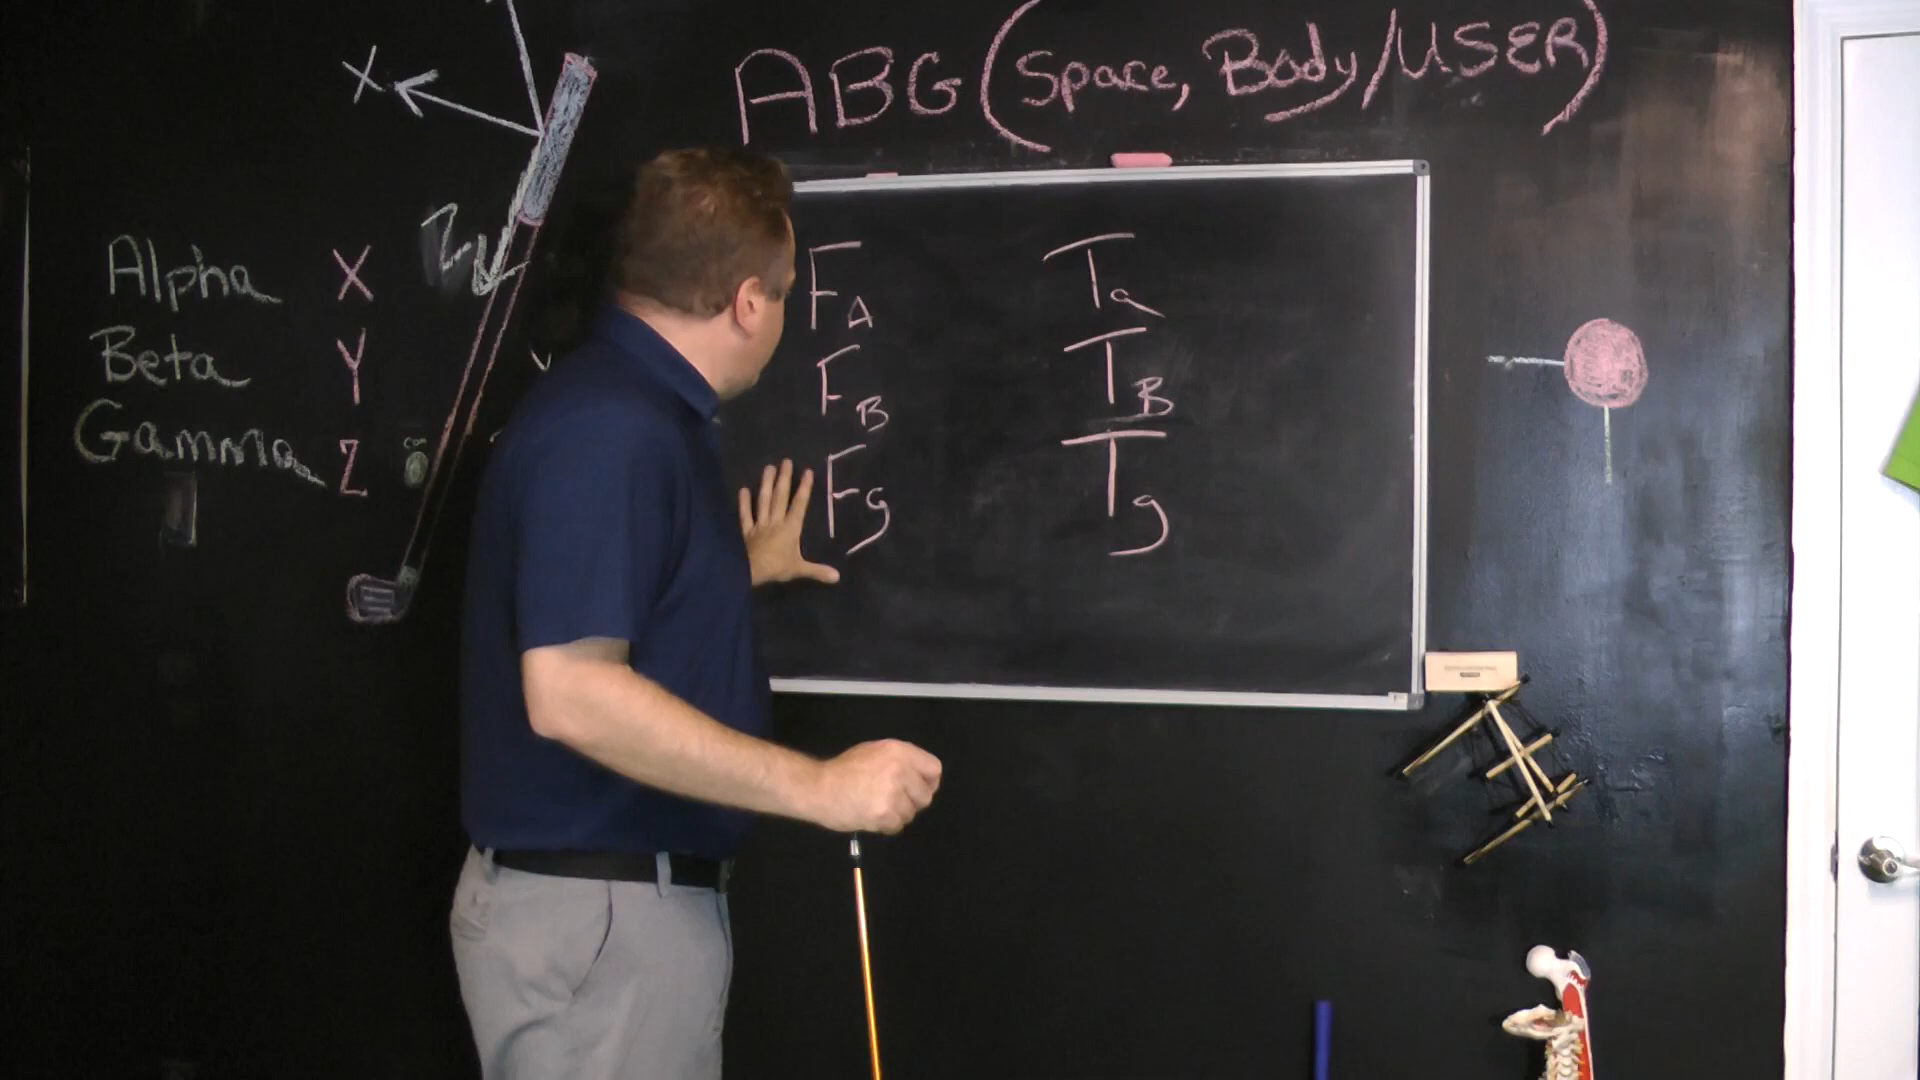 ABG (Space, Body/USER)
X
Z
Alpha X
Beta Y
Gamma Z
FA Ta
FB TB
Fg Tg